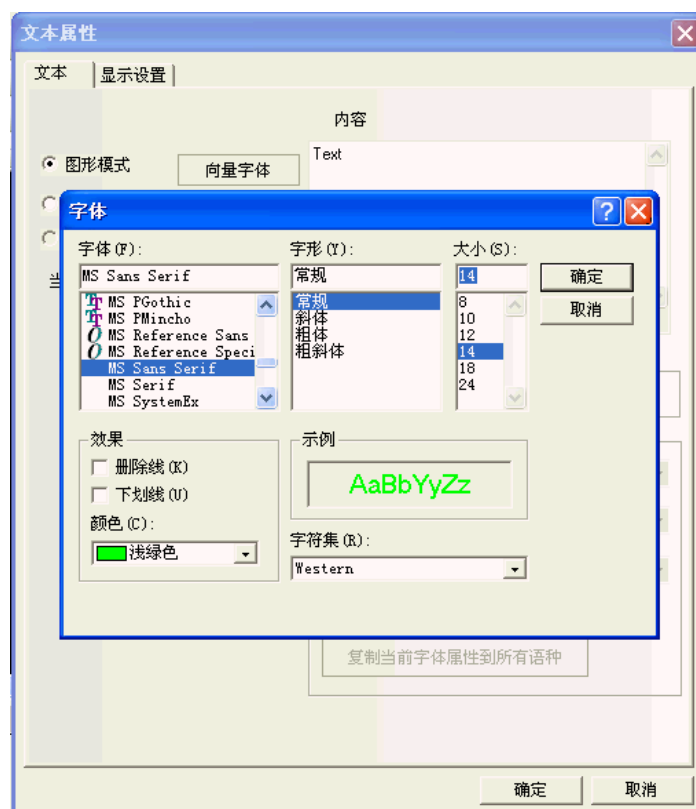 文本属性
文本 显示设置
内容
图形模式 向量字体 Text
字体
字体(F): 字形(Y): 大小(S):
MS Sans Serif 常规 14 确定
MS PGothic 常规 8 取消
MS PMincho 斜体 10
MS Reference Sans 粗体 12
MS Reference Speci 粗斜体 14
MS Sans Serif 18
MS Serif 24
MS SystemEx
效果 示例
删除线(K)
下划线(U) AaBbYyZz
颜色(C):
浅绿色 字符集(R):
Western
复制当前字体属性到所有语种
确定 取消